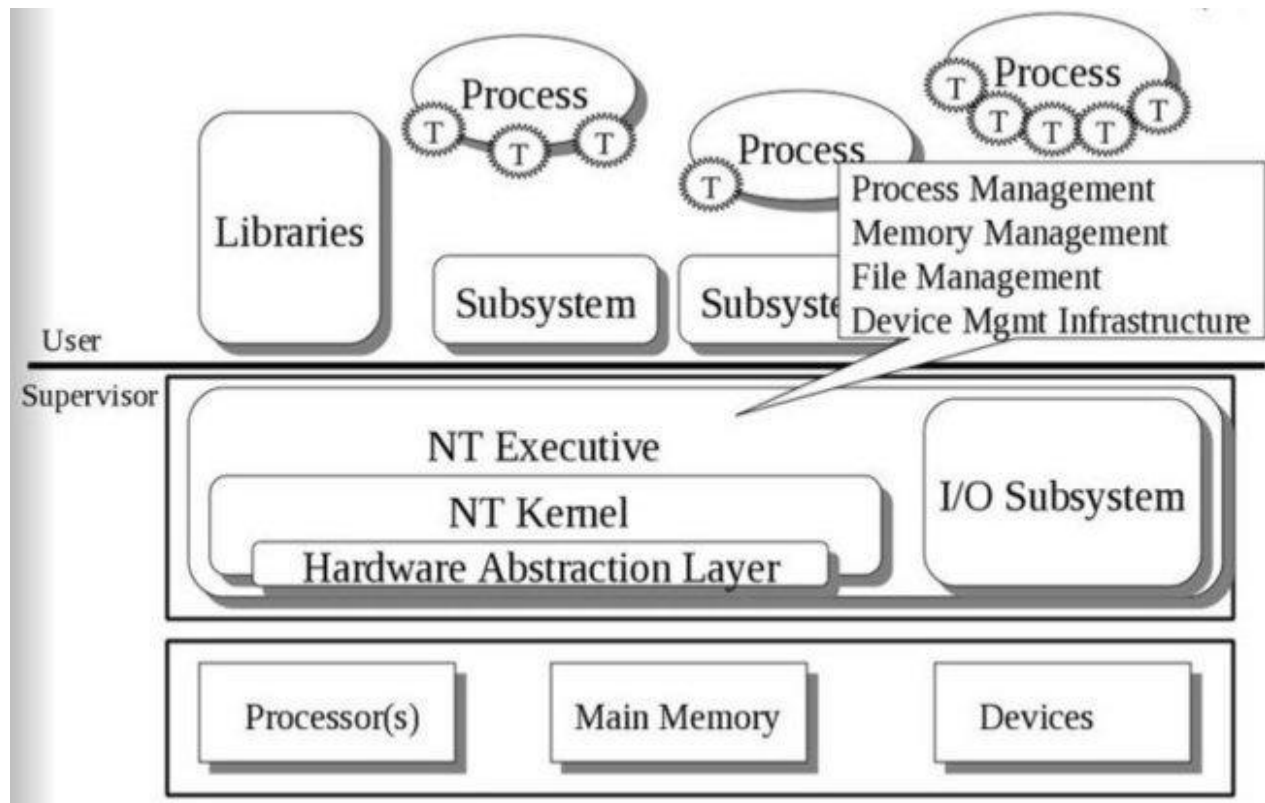 Process
T
T
T
Process
T
Process
T
T
T
T
T
Libraries
Subsystem
Subsyste
Process Management
Memory Management
File Management
Device Mgmt Infrastructure
User
Supervisor
NT Executive
NT Kernel
Hardware Abstraction Layer
I/O Subsystem
Processor(s)
Main Memory
Devices